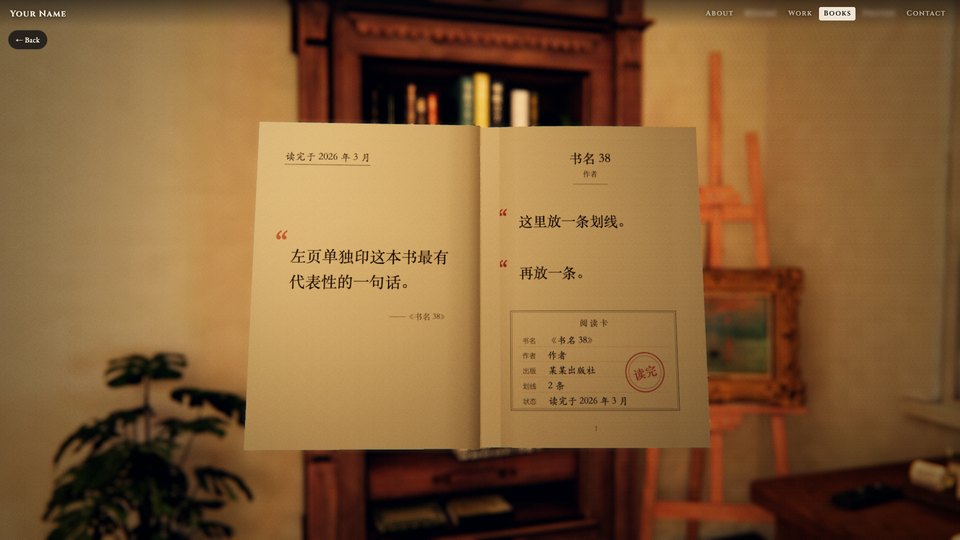 YOUR NAME
ABOUT
WORK
BOOKS
CONTACT
← Back
读完于 2026 年 3 月
“
左页单独印这本书最有
代表性的一句话。
——《书名 38》
书名 38
作者
“
这里放一条划线。
“
再放一条。
阅读卡
书名 《书名 38》
作者 作者
出版 某某出版社
划线 2 条
状态 读完于 2026 年 3 月
读完
1